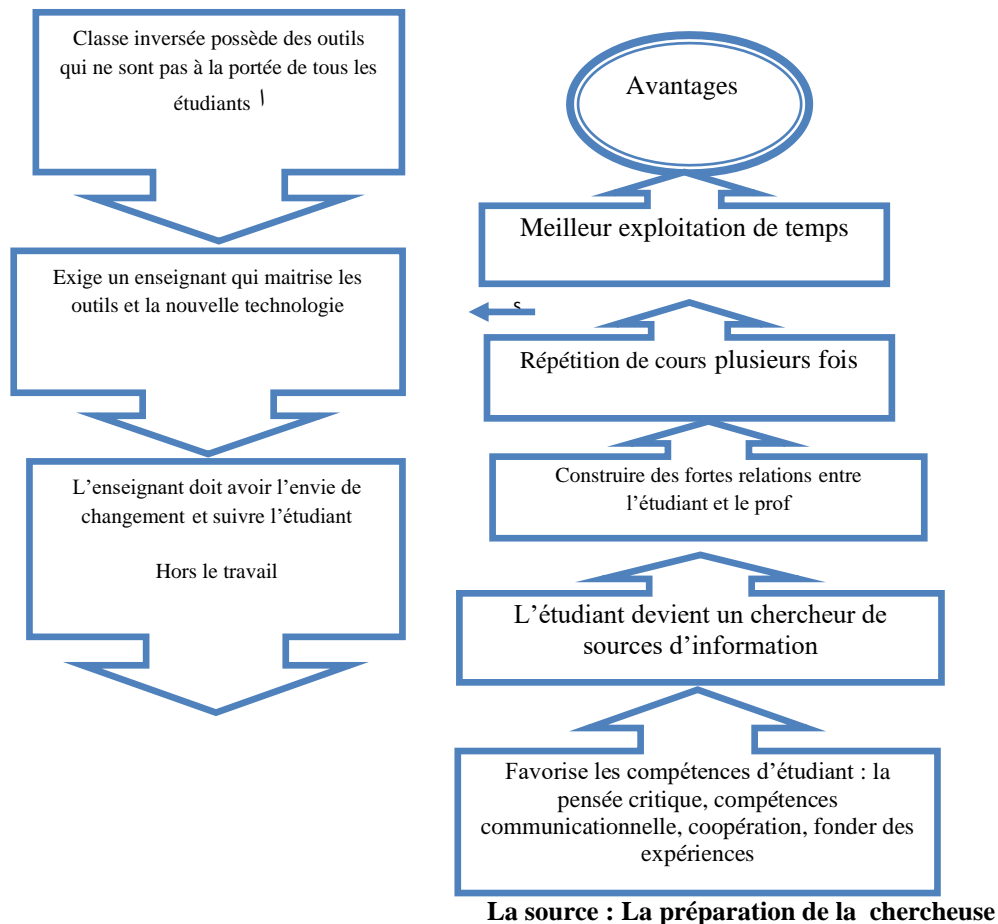 Classe inversée possède des outils
qui ne sont pas à la portée de tous les
étudiants ا
Exige un enseignant qui maitrise les
outils et la nouvelle technologie
L'enseignant doit avoir l'envie de
changement et suivre l'étudiant
Hors le travail
Avantages
Meilleur exploitation de temps
s
Répétition de cours plusieurs fois
Construire des fortes relations entre
l'étudiant et le prof
L'étudiant devient un chercheur de
sources d'information
Favorise les compétences d'étudiant : la
pensée critique, compétences
communicationnelle, coopération, fonder des
expériences
La source : La préparation de la chercheuse